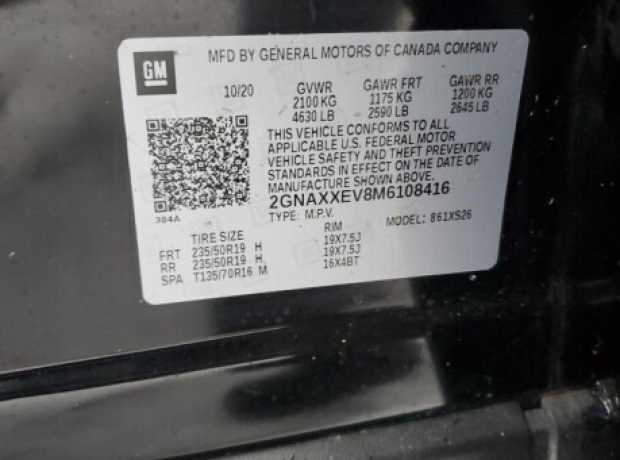 GM
MFD BY GENERAL MOTORS OF CANADA COMPANY
10/20 GVWR GAWR FRT GAWR RR
2100 KG 1175 KG 1200 KG
4630 LB 2590 LB 2645 LB
THIS VEHICLE CONFORMS TO ALL
APPLICABLE U.S. FEDERAL MOTOR
VEHICLE SAFETY AND THEFT PREVENTION
STANDARDS IN EFFECT ON THE DATE OF
MANUFACTURE SHOWN ABOVE.
2GNAXXEV8M6108416
384A
TYPE: M.P.V. MODEL: 861XS26
TIRE SIZE RIM
FRT 235/50R19 H 19X7.5J
RR 235/50R19 H 19X7.5J
SPA T135/70R16 M 16X4BT